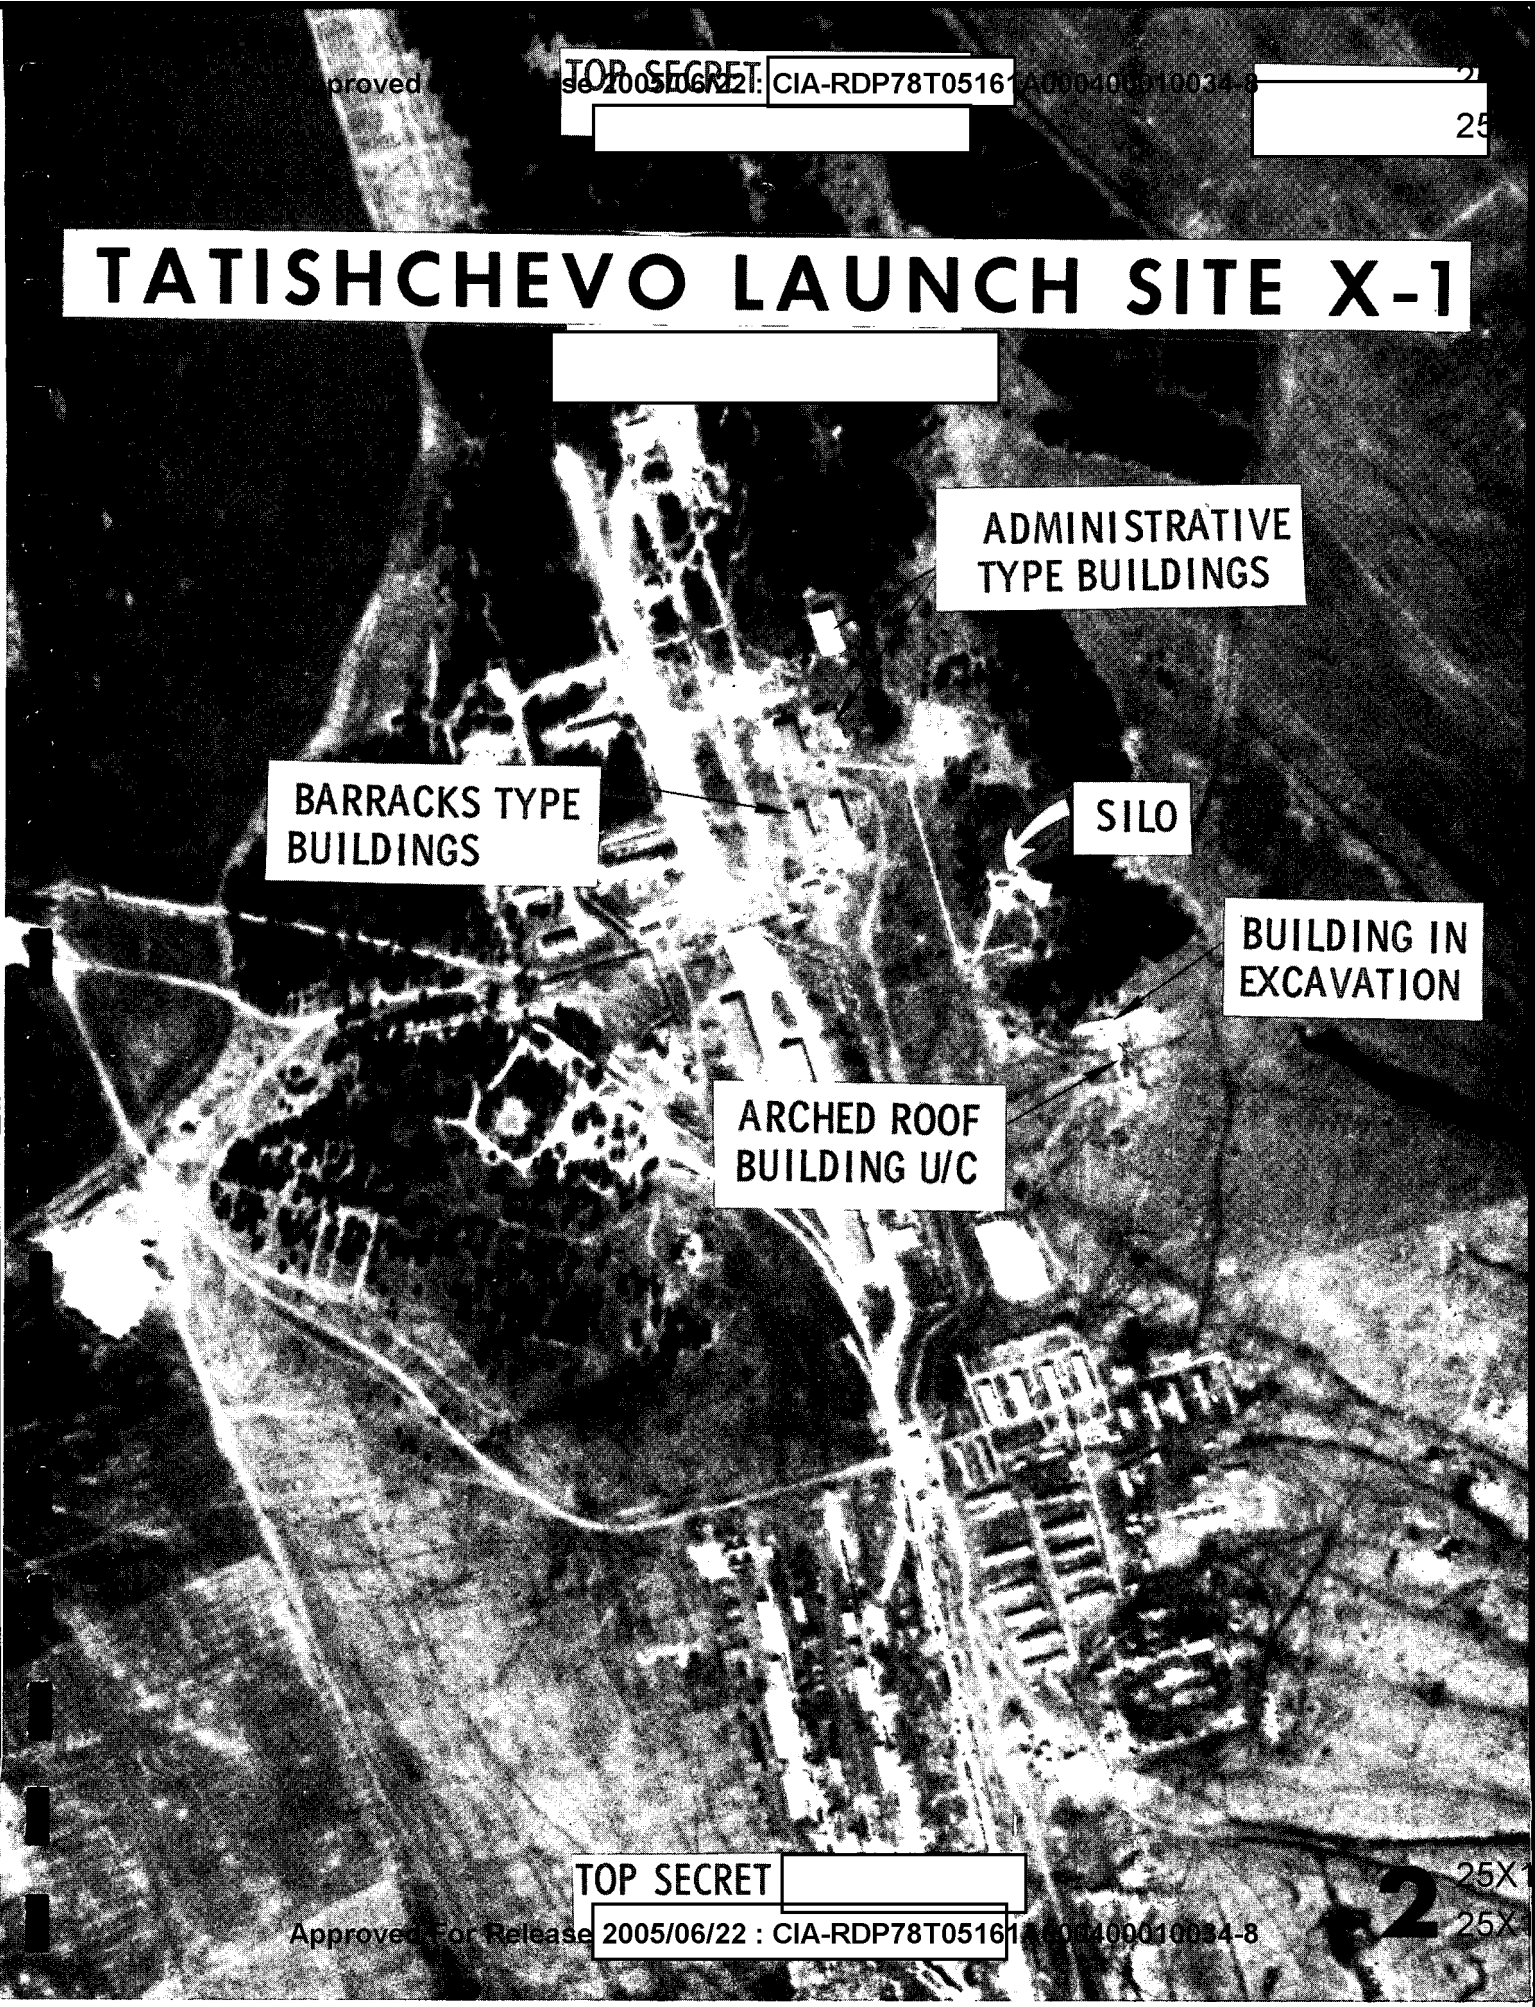 TOP SECRET
Approved For Release 2005/06/22 : CIA-RDP78T05161A000400010034-8
25
TATISHCHEVO LAUNCH SITE X-1
ADMINISTRATIVE
TYPE BUILDINGS
BARRACKS TYPE
BUILDINGS
SILO
BUILDING IN
EXCAVATION
ARCHED ROOF
BUILDING U/C
TOP SECRET
2
25X1
25X1
Approved For Release 2005/06/22 : CIA-RDP78T05161A000400010034-8